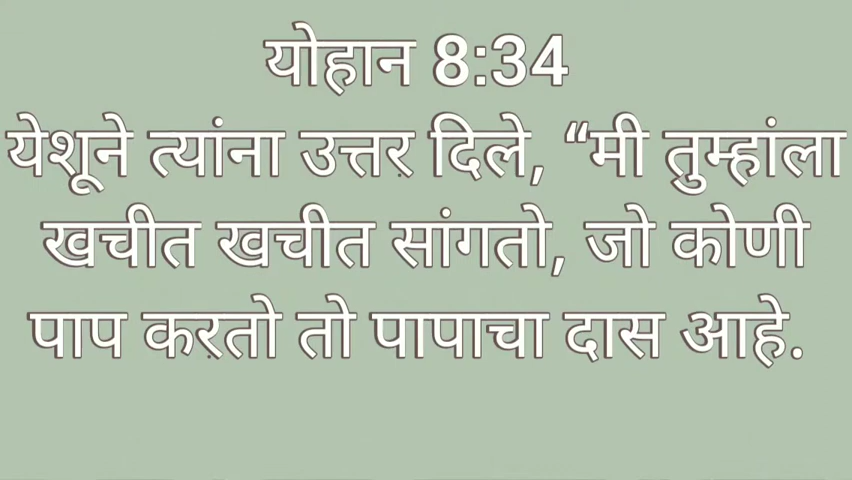 योहान 8:34
येशूने त्यांना उत्तर दिले, “मी तुम्हांला
खचीत खचीत सांगतो, जो कोणी
पाप करतो तो पापाचा दास आहे.